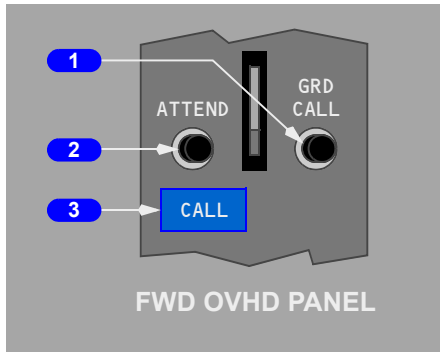 1
GRD
CALL
ATTEND
2
3
CALL
FWD OVHD PANEL